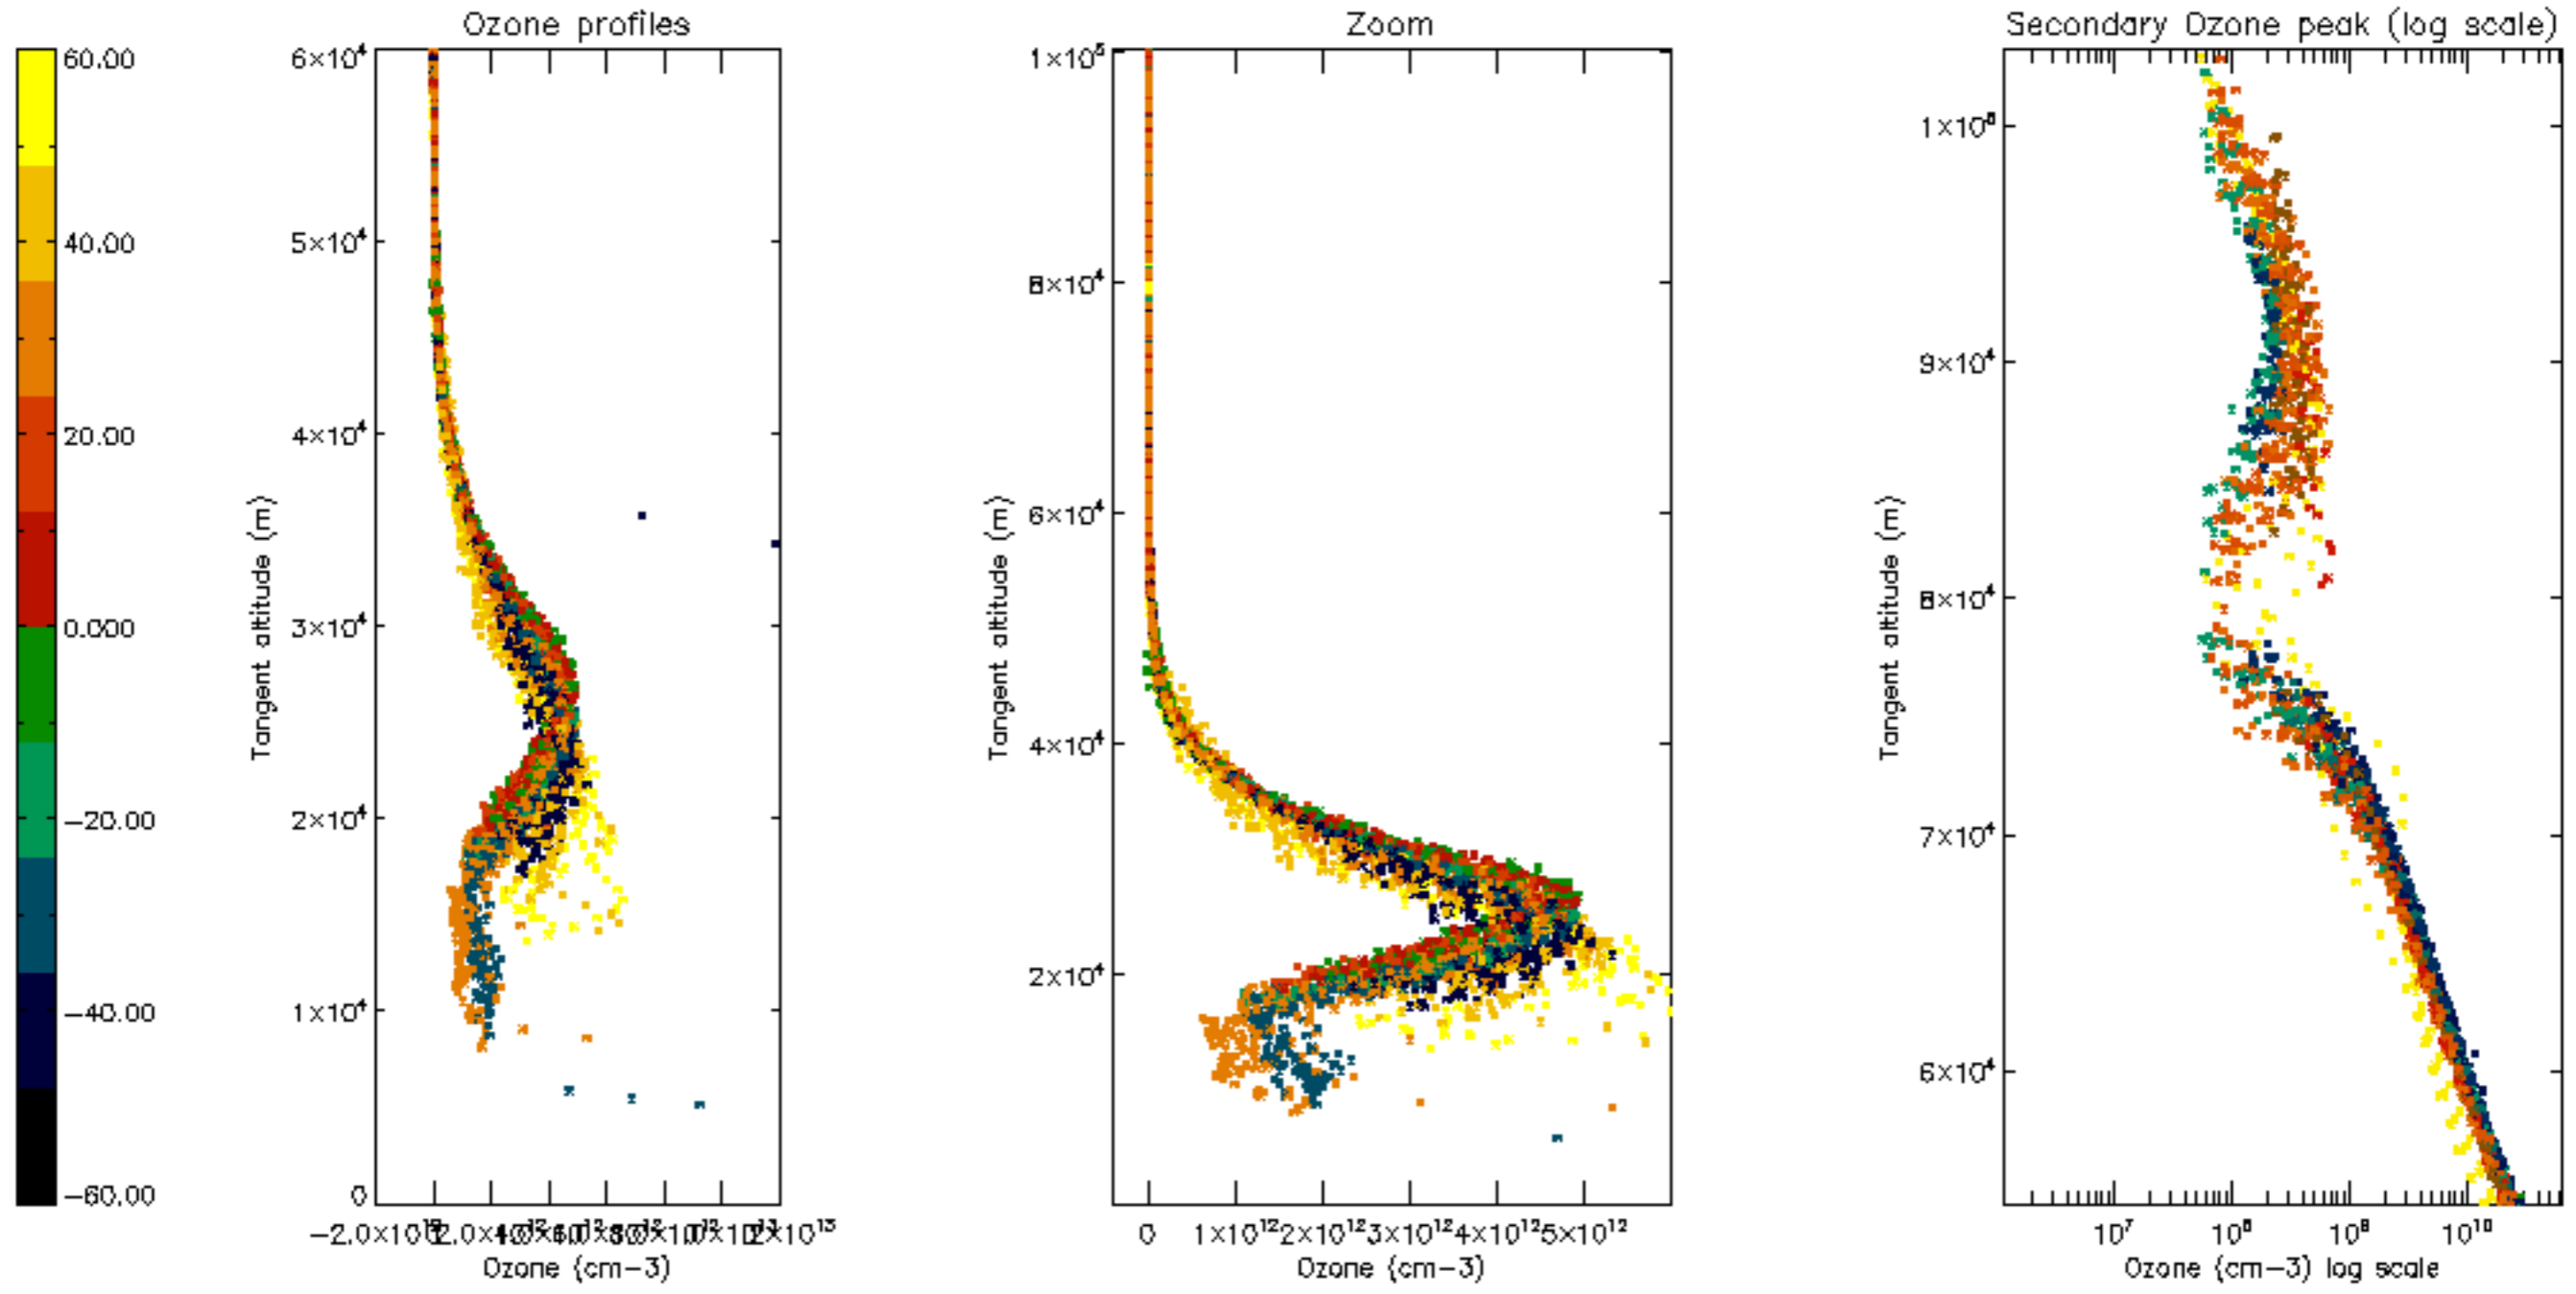 Ozone profiles
Zoom
Secondary Ozone peak (log scale)
60.00
40.00
20.00
0.000
-20.00
-40.00
-60.00
6×10⁴
5×10⁴
4×10⁴
3×10⁴
2×10⁴
1×10⁴
0
Tangent altitude (m)
Ozone (cm-3)
1×10⁵
8×10⁴
6×10⁴
4×10⁴
2×10⁴
Tangent altitude (m)
0 1×10¹² 2×10¹² 3×10¹² 4×10¹² 5×10¹²
Ozone (cm-3)
1×10⁵
9×10⁴
8×10⁴
7×10⁴
6×10⁴
Tangent altitude (m)
10⁷ 10⁸ 10⁹ 10¹⁰
Ozone (cm-3) log scale